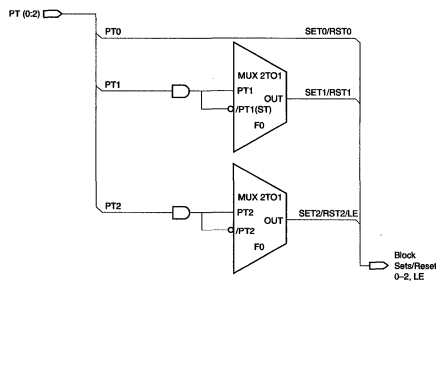 PT (0:2)
PT0
SET0/RST0
MUX 2TO1
PT1
PT1
OUT
SET1/RST1
/PT1(ST)
F0
MUX 2TO1
PT2
PT2
OUT
SET2/RST2/LE
/PT2
F0
Block
Sets/Reset
0–2, LE